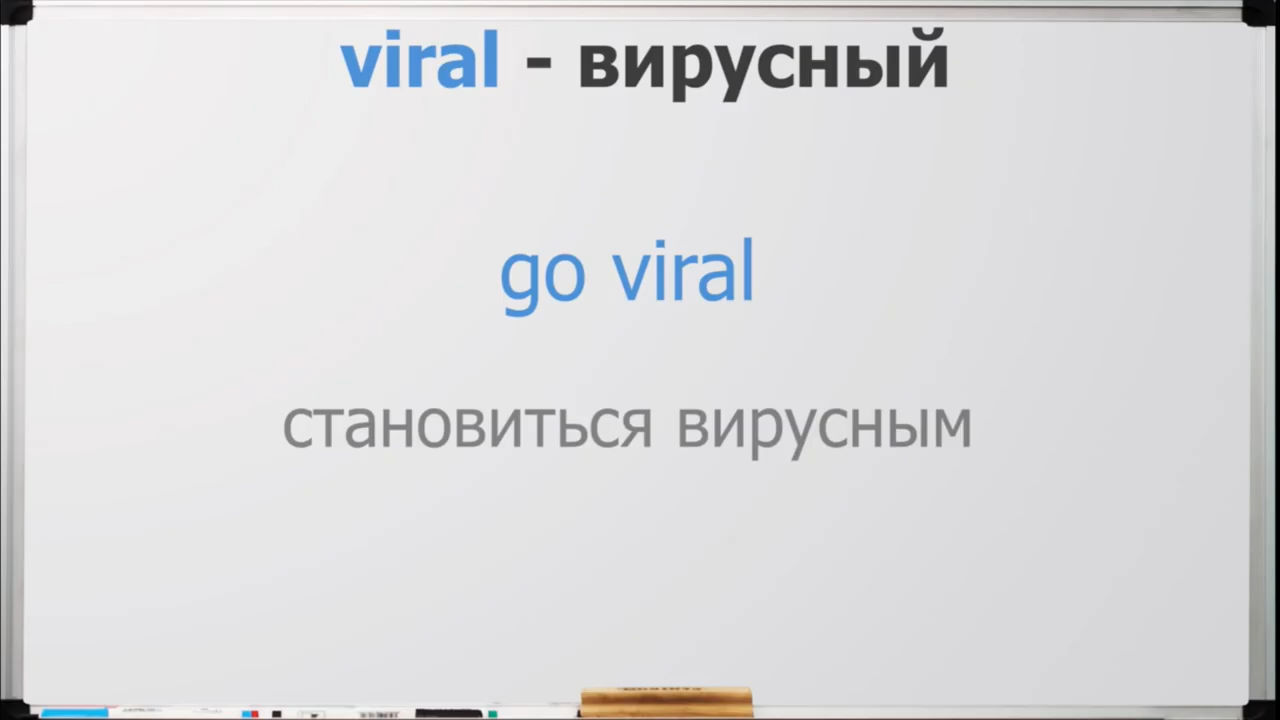 viral - вирусный
go viral
становиться вирусным